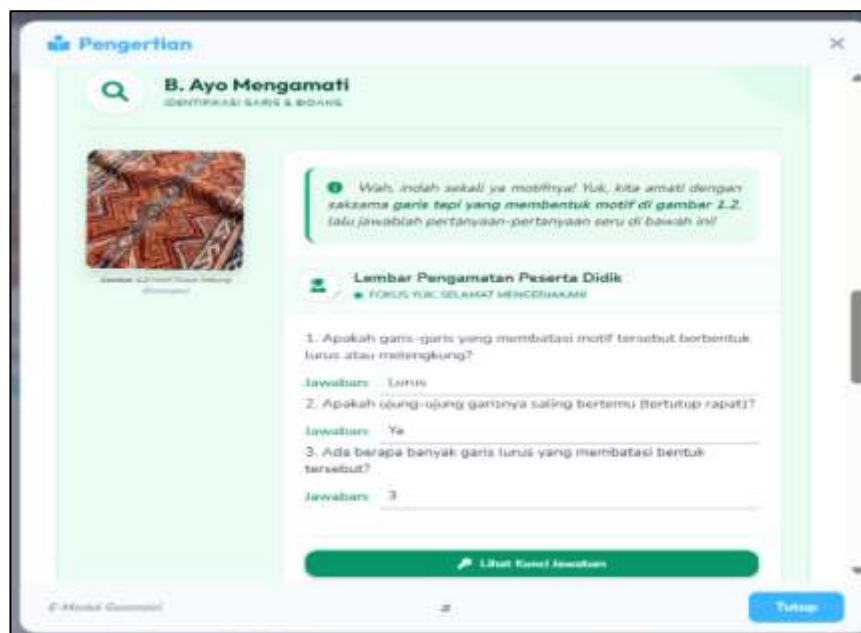 Pengertian
B. Ayo Mengamati
IDENTIFIKASI GARIS & BIDANG
Wah, indah sekali ya motifnya! Yuk, kita amati dengan
saksama garis tepi yang membentuk motif di gambar 1.2,
lalu jawablah pertanyaan-pertanyaan seru di bawah ini!
Gambar 1.2 Motif
Lembar Pengamatan Peserta Didik
FOKUS YUK, SELAMAT MENGERJAKAN!
1. Apakah garis-garis yang membatasi motif tersebut berbentuk
lurus atau melengkung?
Jawaban: Lurus
2. Apakah ujung-ujung garisnya saling bertemu (tertutup rapat)?
Jawaban: Ya
3. Ada berapa banyak garis lurus yang membatasi bentuk
tersebut?
Jawaban: 3
Lihat Kunci Jawaban
E-Modul Geometri
Tutup